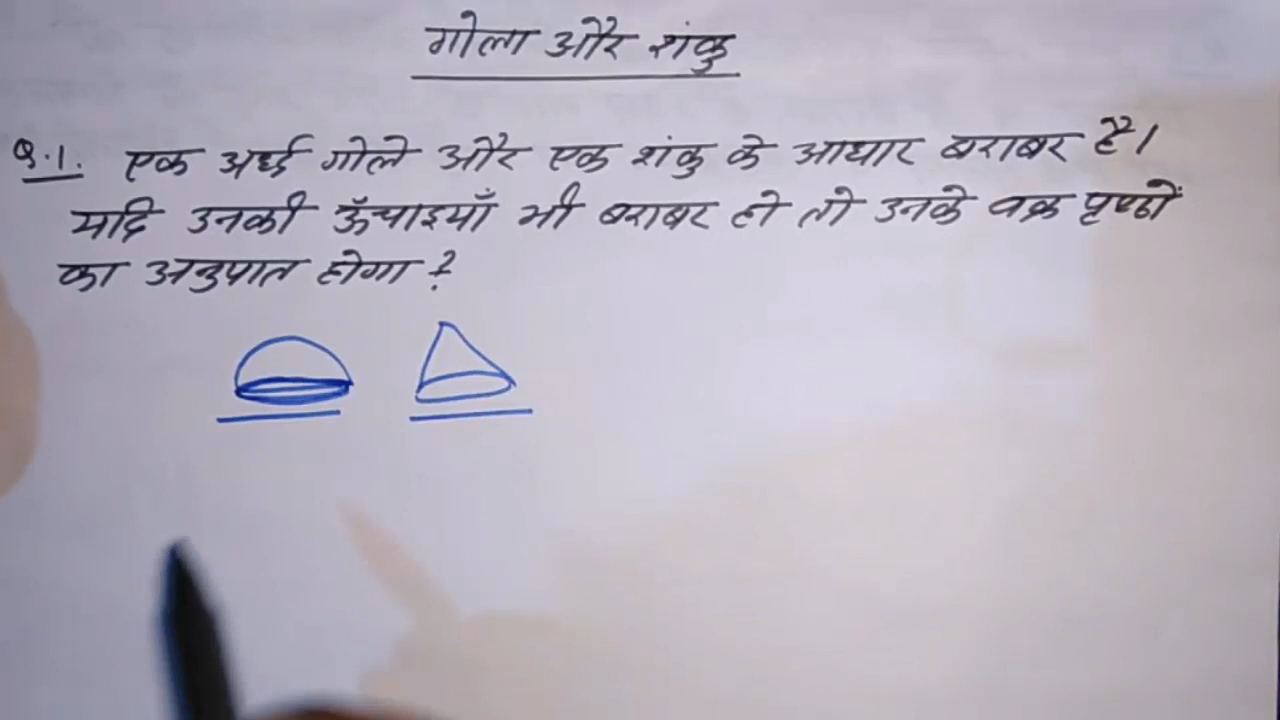 गोला और शंकु
Q.1. एक अर्ध्द गोले और एक शंकु के आधार बराबर है।
यदि उनकी ऊँचाइयाँ भी बराबर हो तो उनके वक्र पृष्ठों
का अनुपात होगा?